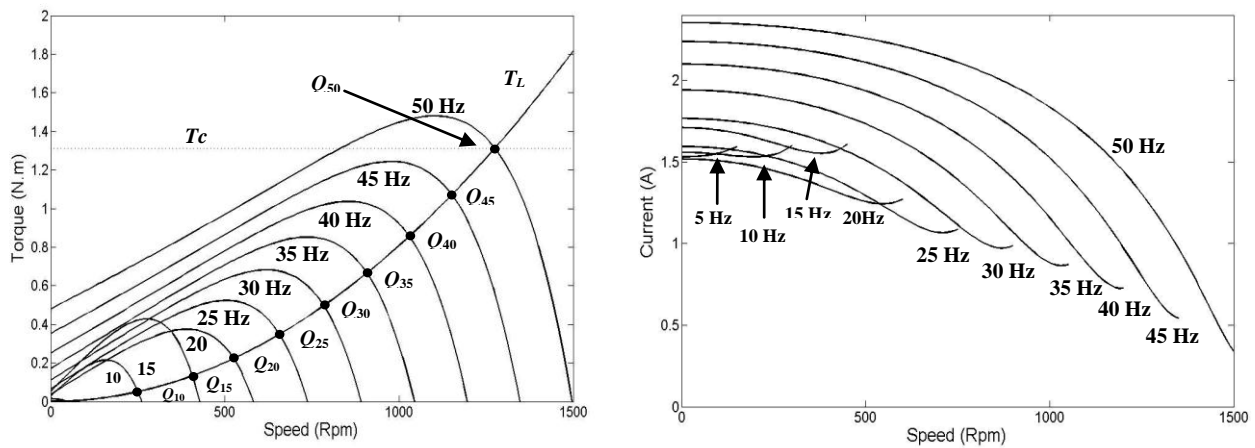 2
1.8
1.6
1.4
1.2
1
0.8
0.6
0.4
0.2
0
Torque (N.m)
0 500 1000 1500
Speed (Rpm)
Q50
TL
50 Hz
Tc
45 Hz
Q45
40 Hz
Q40
35 Hz
Q35
30 Hz
Q30
25 Hz
Q25
20
Q20
15
Q15
10
Q10
2
1.5
1
0.5
0
Current (A)
0 500 1000 1500
Speed (Rpm)
50 Hz
5 Hz
10 Hz
15 Hz
20Hz
25 Hz
30 Hz
35 Hz
40 Hz
45 Hz